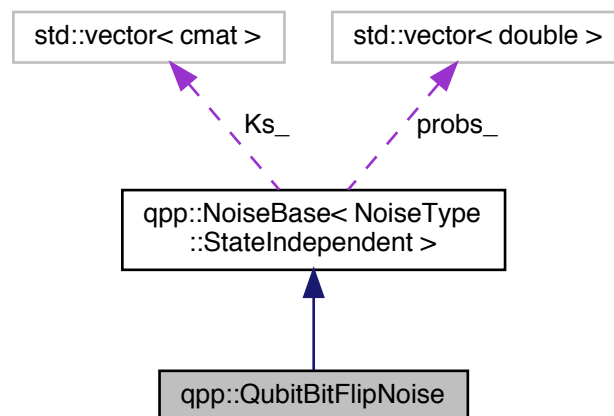 std::vector< cmat >
std::vector< double >
Ks_
probs_
qpp::NoiseBase< NoiseType
::StateIndependent >
qpp::QubitBitFlipNoise